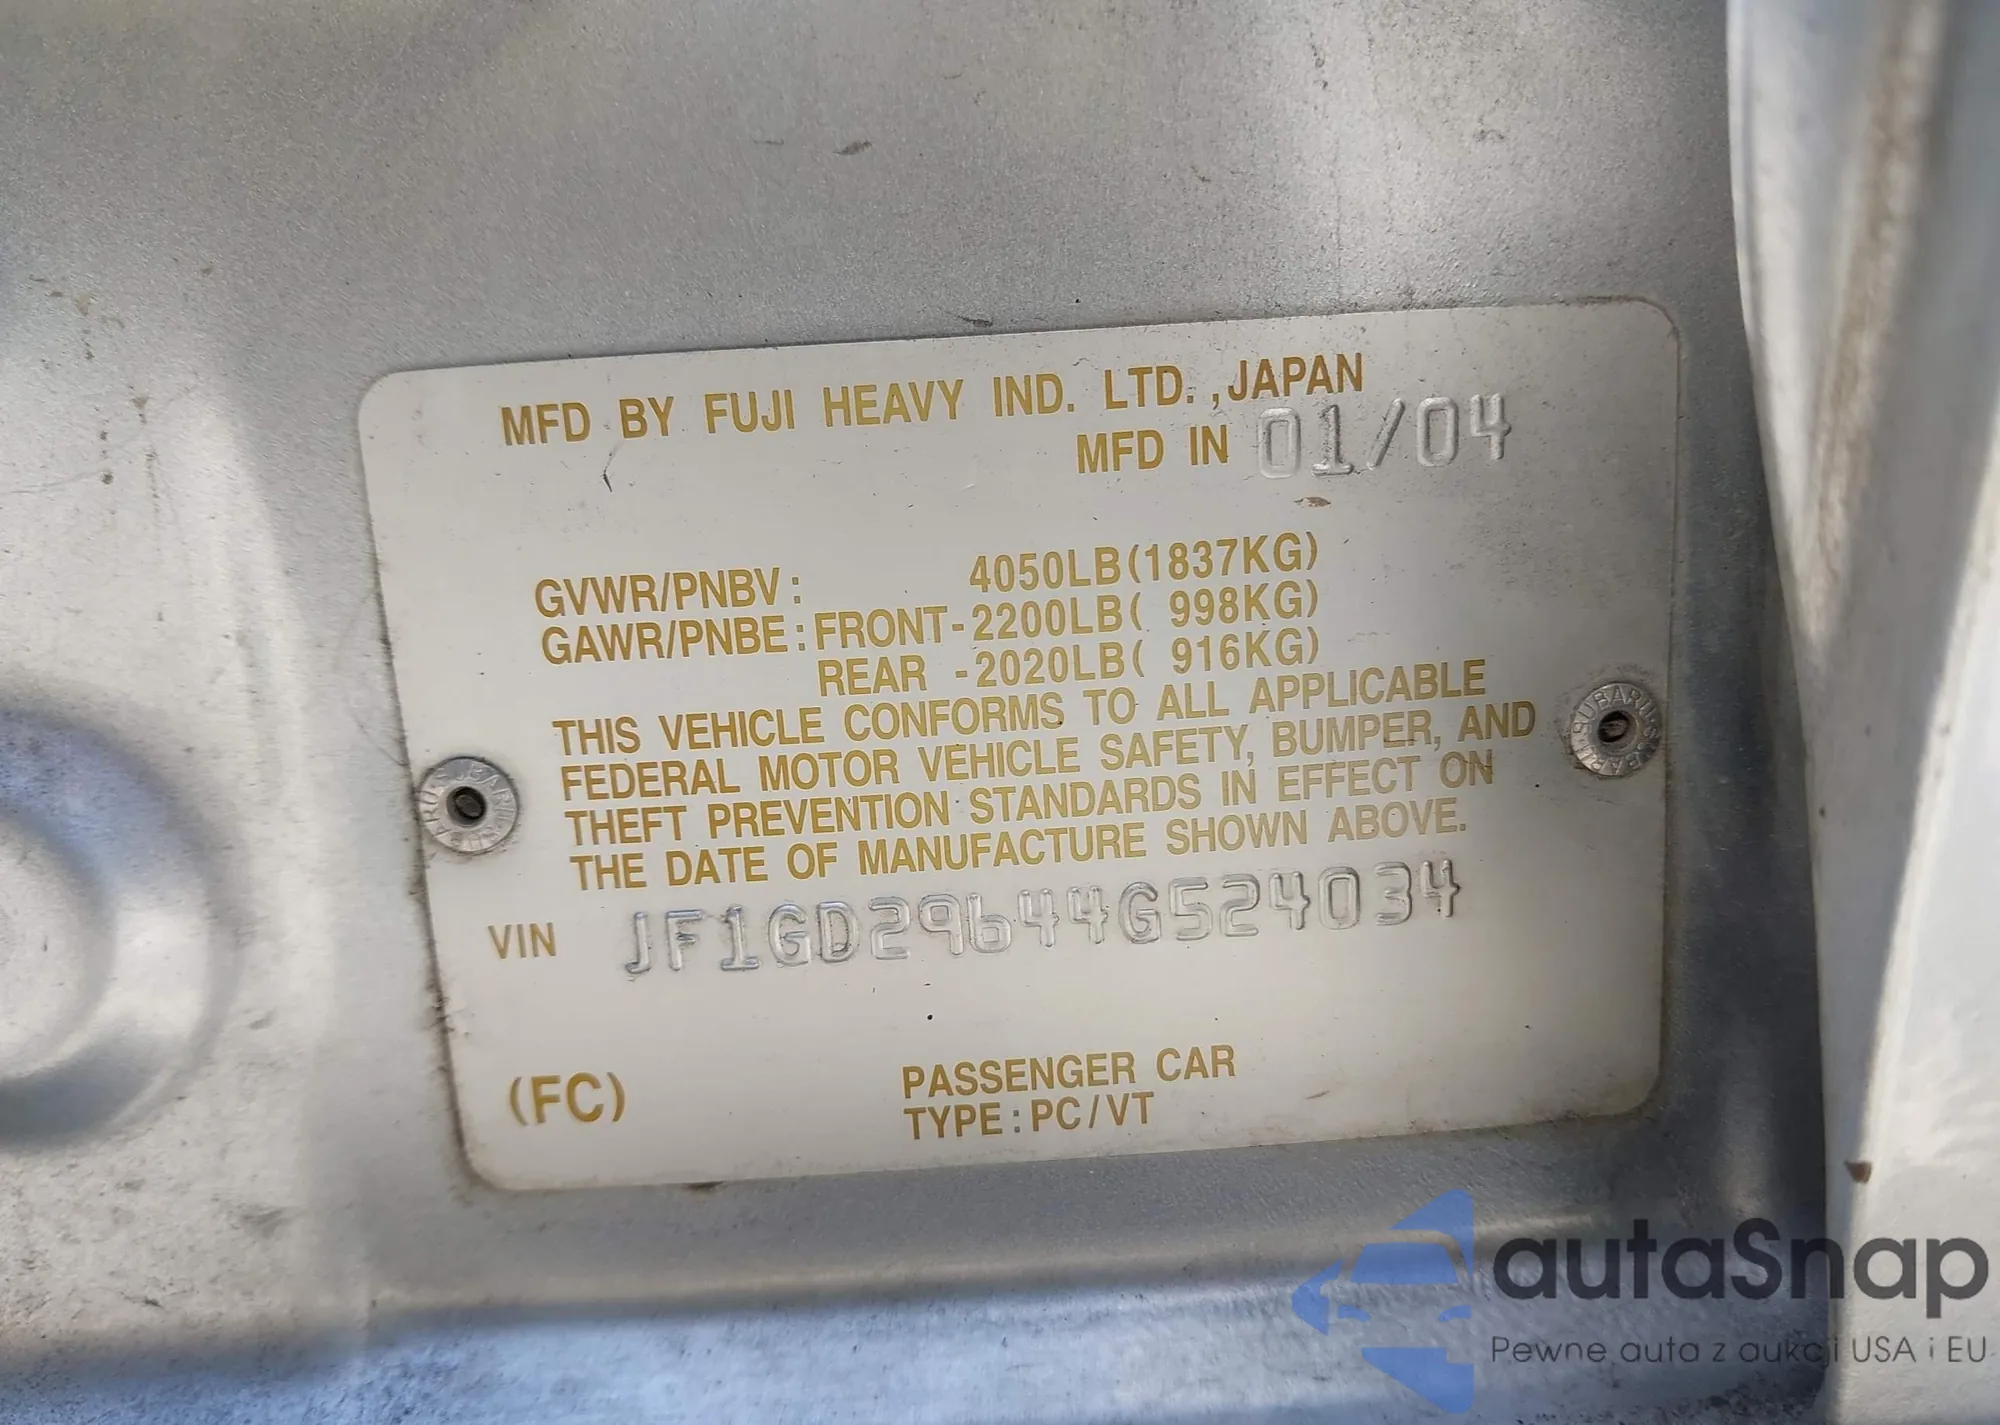 MFD BY FUJI HEAVY IND. LTD.,JAPAN
MFD IN 01/04
GVWR/PNBV: 4050LB(1837KG)
GAWR/PNBE:FRONT-2200LB( 998KG)
REAR -2020LB( 916KG)
THIS VEHICLE CONFORMS TO ALL APPLICABLE
FEDERAL MOTOR VEHICLE SAFETY, BUMPER, AND
THEFT PREVENTION STANDARDS IN EFFECT ON
THE DATE OF MANUFACTURE SHOWN ABOVE.
VIN JF1GD29644G524034
(FC) PASSENGER CAR
TYPE:PC/VT
autaSnap
Pewne auta z aukcji USA i EU